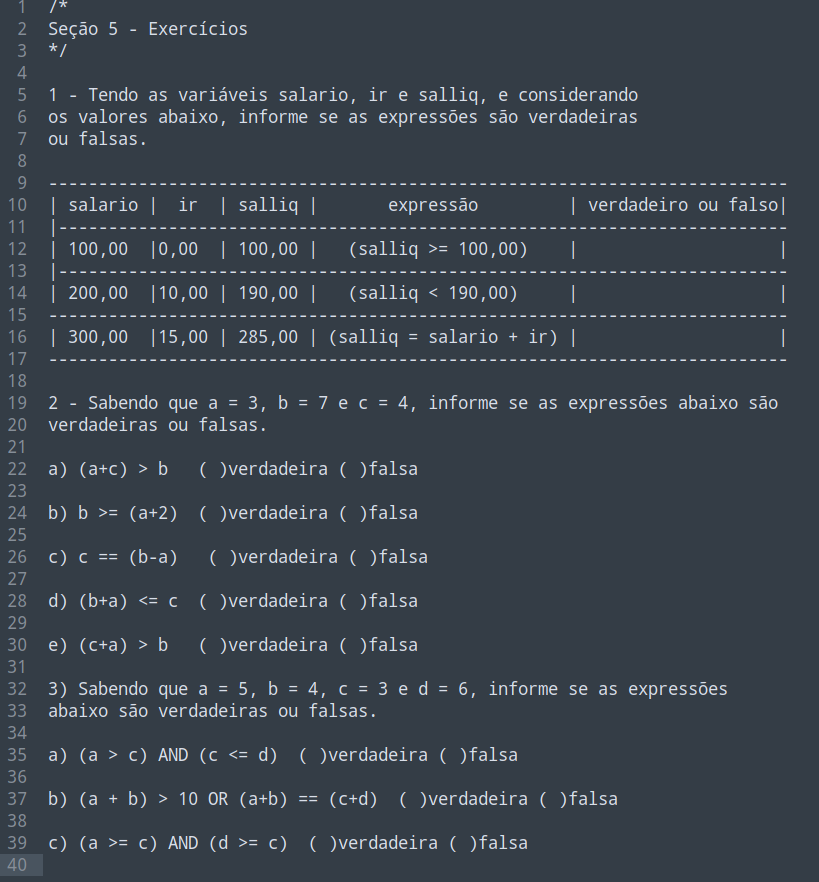 1 /*
2 Seção 5 - Exercícios
3 */
4
5 1 - Tendo as variáveis salario, ir e salliq, e considerando
6 os valores abaixo, informe se as expressões são verdadeiras
7 ou falsas.
8
9 --------------------------------------------------------------------------
10 | salario |  ir  | salliq |       expressão          | verdadeiro ou falso|
11 |-------------------------------------------------------------------------
12 | 100,00  |0,00  | 100,00 |   (salliq >= 100,00)    |                    |
13 |-------------------------------------------------------------------------
14 | 200,00  |10,00 | 190,00 |   (salliq < 190,00)     |                    |
15 --------------------------------------------------------------------------
16 | 300,00  |15,00 | 285,00 | (salliq = salario + ir) |                    |
17 --------------------------------------------------------------------------
18
19 2 - Sabendo que a = 3, b = 7 e c = 4, informe se as expressões abaixo são
20 verdadeiras ou falsas.
21
22 a) (a+c) > b   ( )verdadeira ( )falsa
23
24 b) b >= (a+2)  ( )verdadeira ( )falsa
25
26 c) c == (b-a)   ( )verdadeira ( )falsa
27
28 d) (b+a) <= c  ( )verdadeira ( )falsa
29
30 e) (c+a) > b   ( )verdadeira ( )falsa
31
32 3) Sabendo que a = 5, b = 4, c = 3 e d = 6, informe se as expressões
33 abaixo são verdadeiras ou falsas.
34
35 a) (a > c) AND (c <= d)  ( )verdadeira ( )falsa
36
37 b) (a + b) > 10 OR (a+b) == (c+d)  ( )verdadeira ( )falsa
38
39 c) (a >= c) AND (d >= c)  ( )verdadeira ( )falsa
40